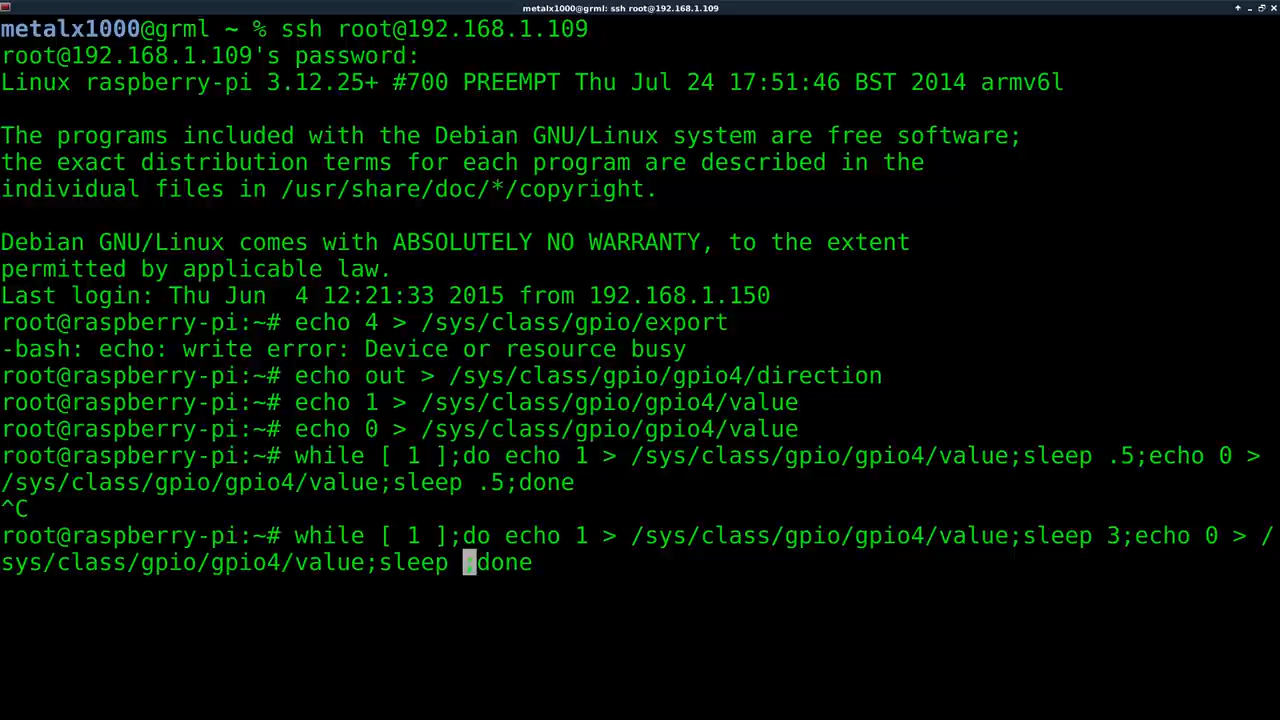 metalx1000@grml: ssh root@192.168.1.109
metalx1000@grml ~ % ssh root@192.168.1.109
root@192.168.1.109's password:
Linux raspberry-pi 3.12.25+ #700 PREEMPT Thu Jul 24 17:51:46 BST 2014 armv6l
The programs included with the Debian GNU/Linux system are free software;
the exact distribution terms for each program are described in the
individual files in /usr/share/doc/*/copyright.
Debian GNU/Linux comes with ABSOLUTELY NO WARRANTY, to the extent
permitted by applicable law.
Last login: Thu Jun  4 12:21:33 2015 from 192.168.1.150
root@raspberry-pi:~# echo 4 > /sys/class/gpio/export
-bash: echo: write error: Device or resource busy
root@raspberry-pi:~# echo out > /sys/class/gpio/gpio4/direction
root@raspberry-pi:~# echo 1 > /sys/class/gpio/gpio4/value
root@raspberry-pi:~# echo 0 > /sys/class/gpio/gpio4/value
root@raspberry-pi:~# while [ 1 ];do echo 1 > /sys/class/gpio/gpio4/value;sleep .5;echo 0 >
/sys/class/gpio/gpio4/value;sleep .5;done
^C
root@raspberry-pi:~# while [ 1 ];do echo 1 > /sys/class/gpio/gpio4/value;sleep 3;echo 0 > /
sys/class/gpio/gpio4/value;sleep ;done